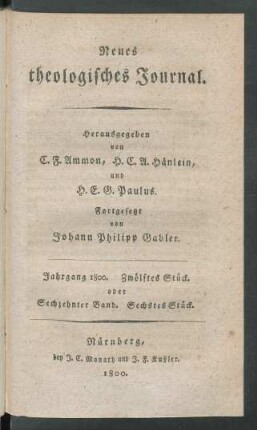 Neues
theologisches Journal.
Herausgegeben
von
C. F. Ammon, H. C. A. Hänlein,
und
H. E. G. Paulus.
Fortgesetzt
von
Johann Philipp Gabler.
Jahrgang 1800. Zwölftes Stück.
oder
Sechzehnter Band. Sechstes Stück.
Nürnberg,
bey J. C. Monath und J. F. Kußler.
1800.